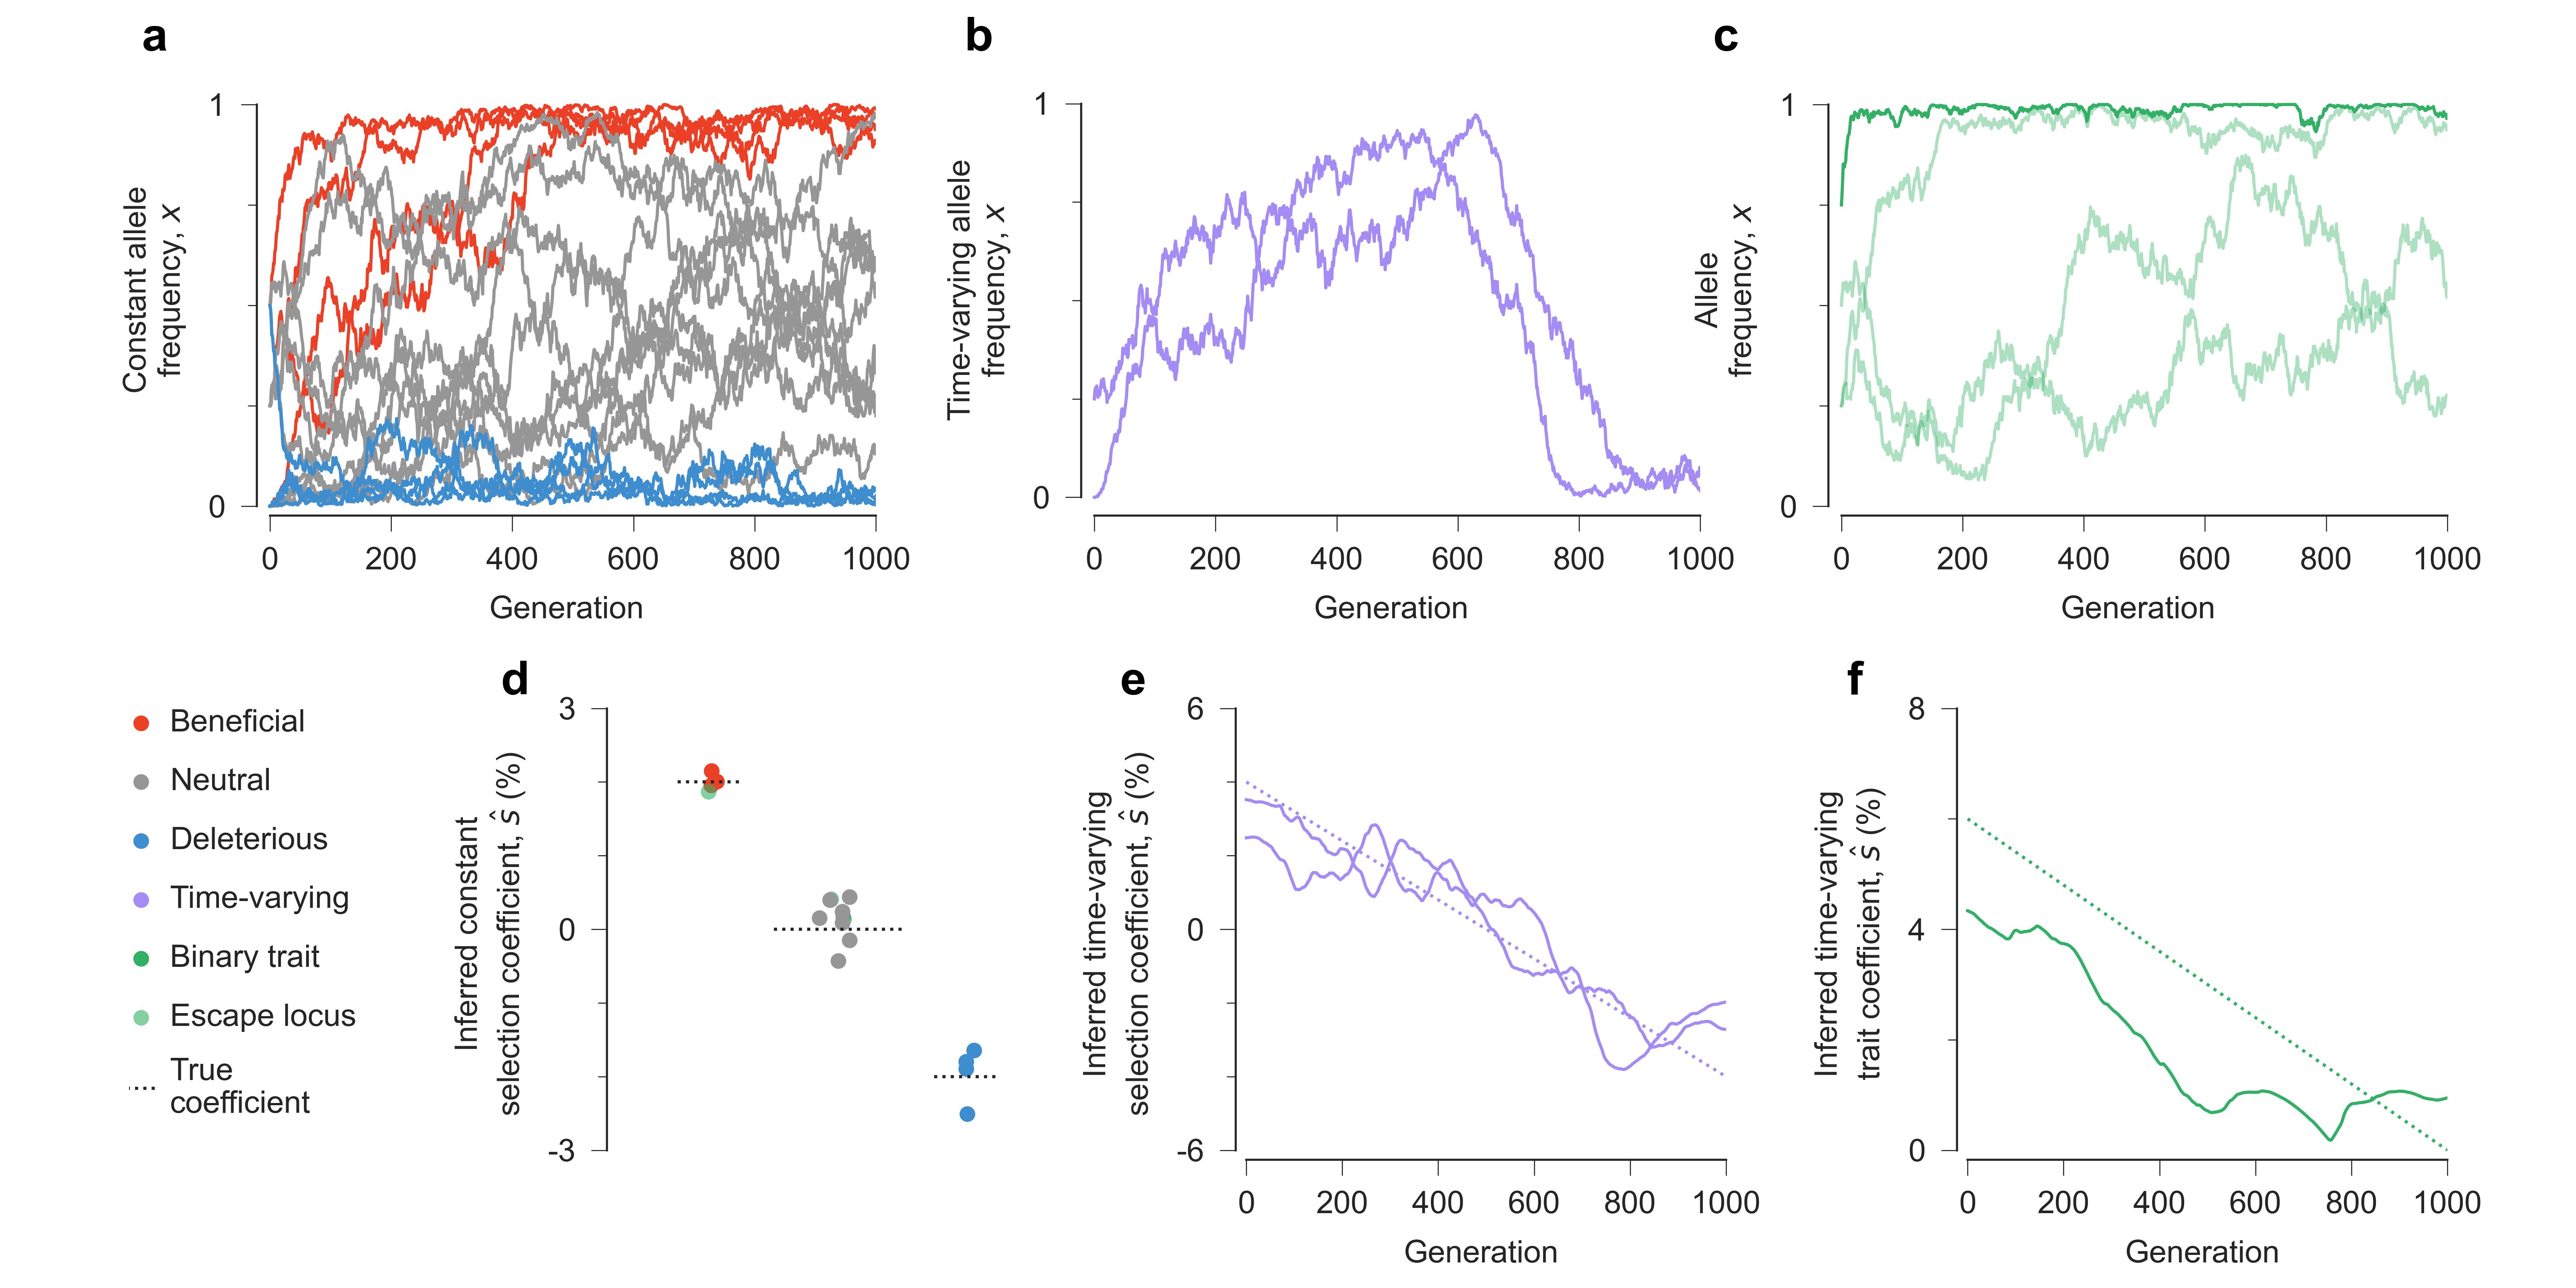 a
b
c
1
0
Constant allele
frequency, x
0 200 400 600 800 1000
Generation
1
0
Time-varying allele
frequency, x
0 200 400 600 800 1000
Generation
1
0
Allele
frequency, x
0 200 400 600 800 1000
Generation
Beneficial
Neutral
Deleterious
Time-varying
Binary trait
Escape locus
True
coefficient
d
3
0
-3
Inferred constant
selection coefficient, ŝ (%)
e
6
0
-6
Inferred time-varying
selection coefficient, ŝ (%)
0 200 400 600 800 1000
Generation
f
8
4
0
Inferred time-varying
trait coefficient, ŝ (%)
0 200 400 600 800 1000
Generation